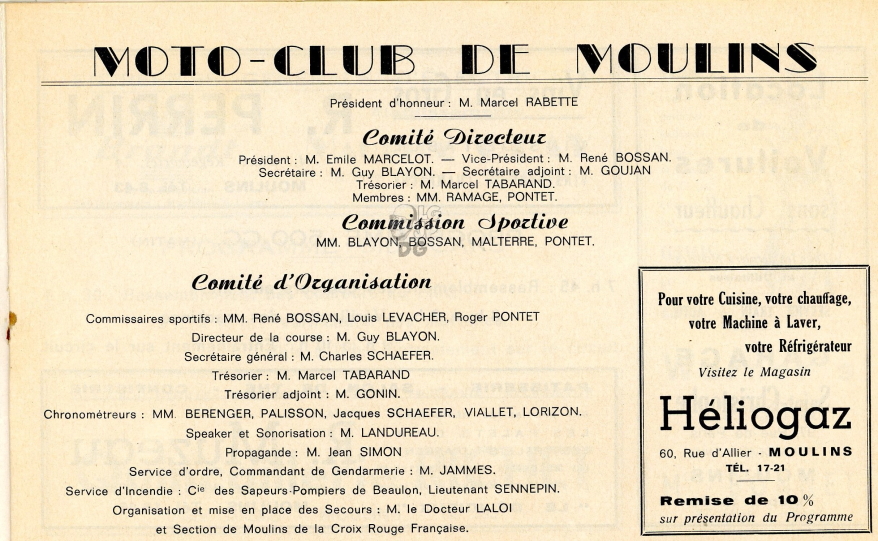 MOTO-CLUB DE MOULINS
Président d'honneur : M. Marcel RABETTE
Comité Directeur
Président : M. Emile MARCELOT. — Vice-Président : M. René BOSSAN.
Secrétaire : M. Guy BLAYON. — Secrétaire adjoint : M. GOUJAN
Trésorier : M. Marcel TABARAND.
Membres : MM. RAMAGE, PONTET.
Commission Sportive
MM. BLAYON, BOSSAN, MALTERRE, PONTET.
Comité d'Organisation
Commissaires sportifs : MM. René BOSSAN, Louis LEVACHER, Roger PONTET
Directeur de la course : M. Guy BLAYON.
Secrétaire général : M. Charles SCHAEFER.
Trésorier : M. Marcel TABARAND
Trésorier adjoint : M. GONIN.
Chronométreurs : MM. BERENGER, PALISSON, Jacques SCHAEFER, VIALLET, LORIZON.
Speaker et Sonorisation : M. LANDUREAU.
Propagande : M. Jean SIMON
Service d'ordre, Commandant de Gendarmerie : M. JAMMES.
Service d'Incendie : Cie des Sapeurs-Pompiers de Beaulon, Lieutenant SENNEPIN.
Organisation et mise en place des Secours : M. le Docteur LALOI
et Section de Moulins de la Croix Rouge Française.
Pour votre Cuisine, votre chauffage,
votre Machine à Laver,
votre Réfrigérateur
Visitez le Magasin
Héliogaz
60, Rue d'Allier - MOULINS
TÉL. 17-21
Remise de 10 %
sur présentation du Programme